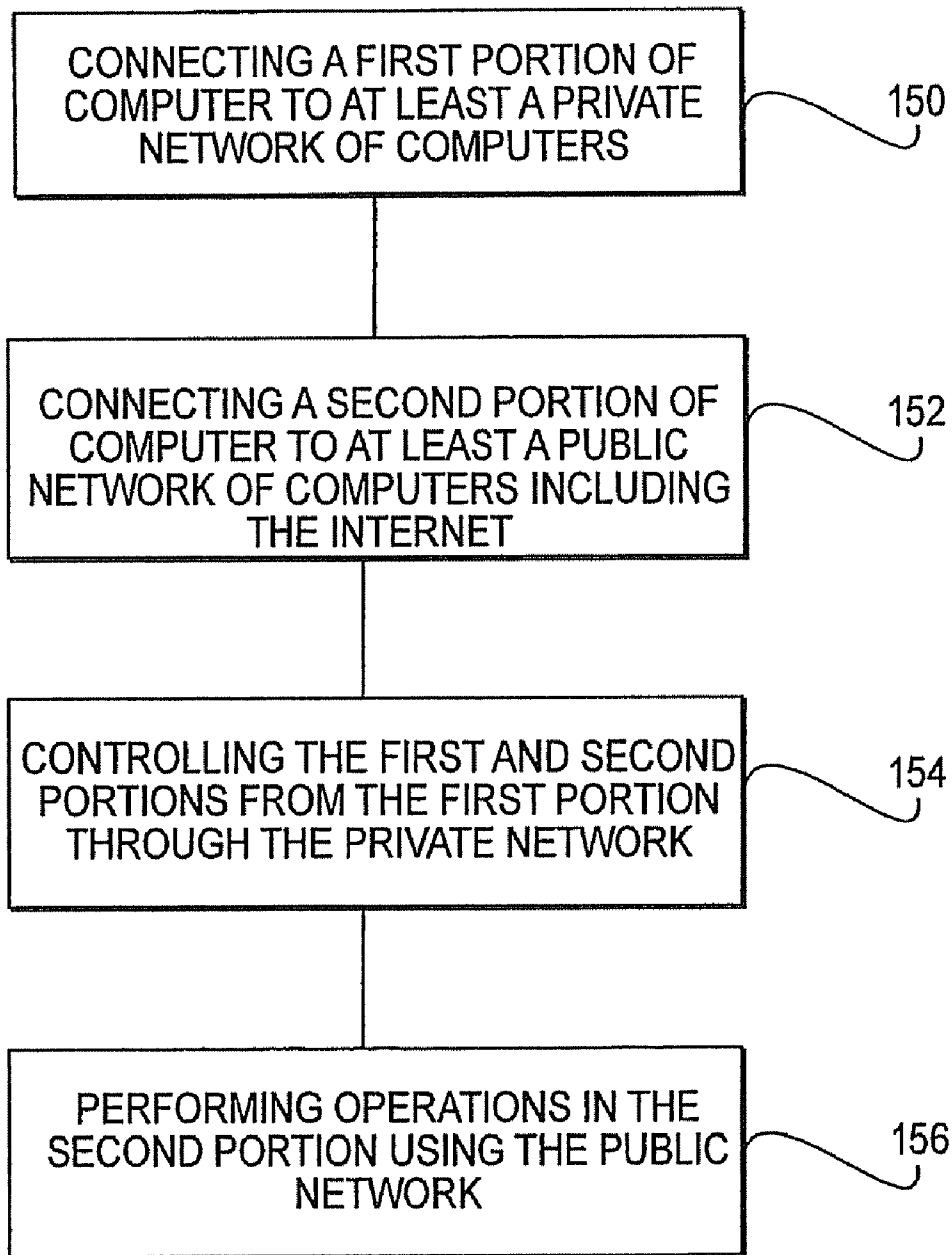 CONNECTING A FIRST PORTION OF
COMPUTER TO AT LEAST A PRIVATE
NETWORK OF COMPUTERS
150
CONNECTING A SECOND PORTION OF
COMPUTER TO AT LEAST A PUBLIC
NETWORK OF COMPUTERS INCLUDING
THE INTERNET
152
CONTROLLING THE FIRST AND SECOND
PORTIONS FROM THE FIRST PORTION
THROUGH THE PRIVATE NETWORK
154
PERFORMING OPERATIONS IN THE
SECOND PORTION USING THE PUBLIC
NETWORK
156